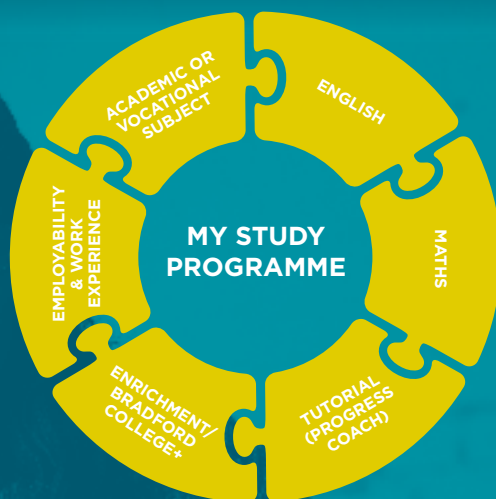 ACADEMIC OR
VOCATIONAL
SUBJECT
ENGLISH
MATHS
TUTORIAL
(PROGRESS
COACH)
ENRICHMENT/
BRADFORD
COLLEGE+
EMPLOYABILITY
& WORK
EXPERIENCE
MY STUDY
PROGRAMME